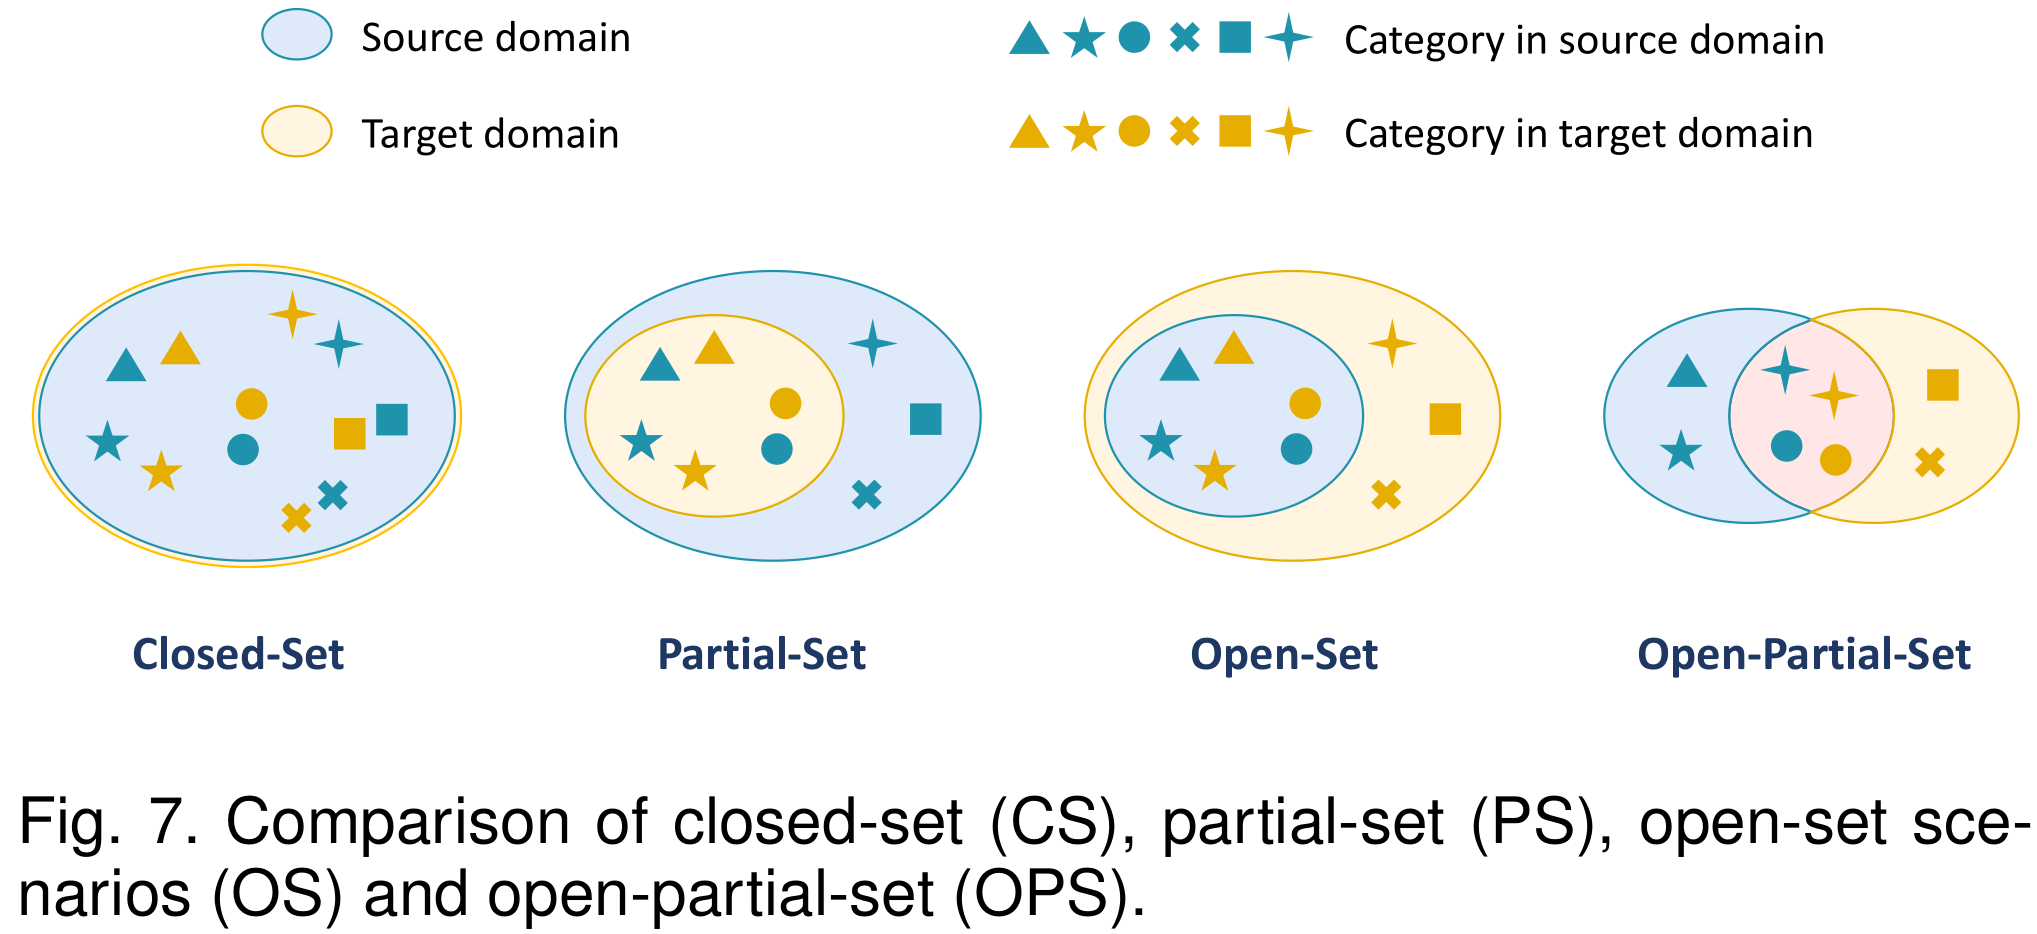 Source domain
Category in source domain
Target domain
Category in target domain
Closed-Set
Partial-Set
Open-Set
Open-Partial-Set
Fig. 7. Comparison of closed-set (CS), partial-set (PS), open-set sce-
narios (OS) and open-partial-set (OPS).